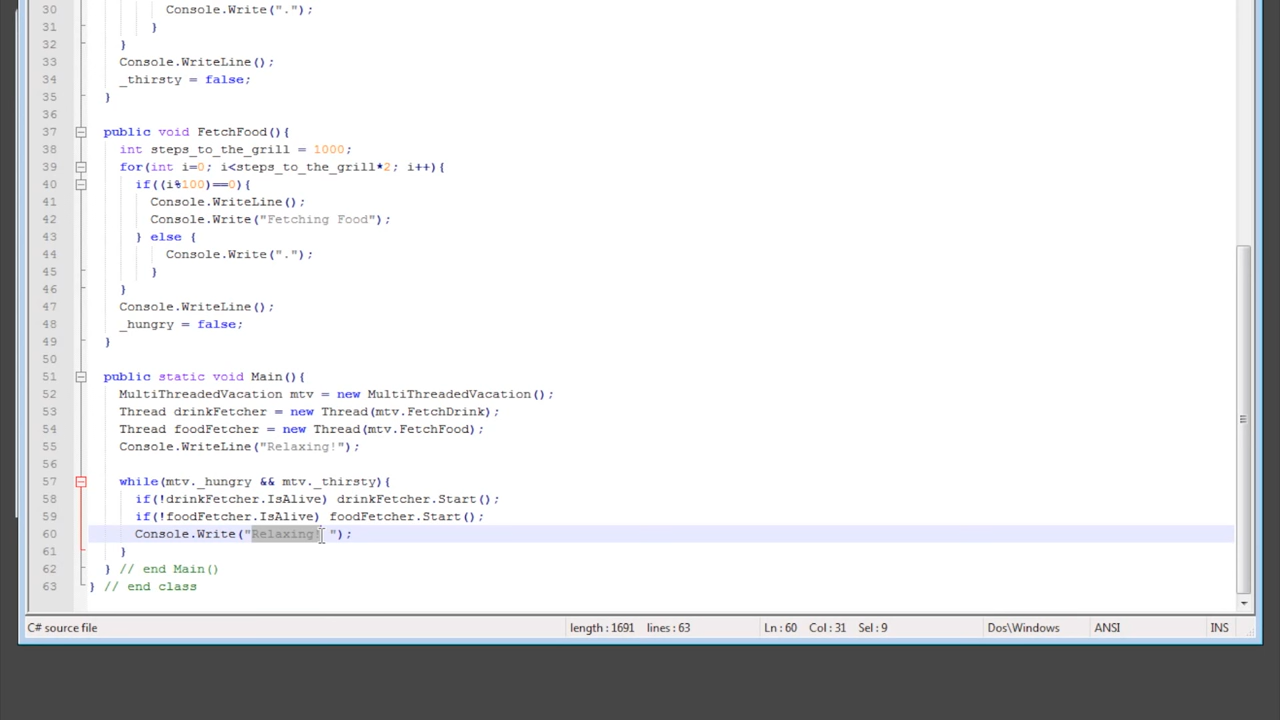 30 Console.Write(".");
31 }
32 }
33 Console.WriteLine();
34 _thirsty = false;
35 }
36
37 public void FetchFood(){
38 int steps_to_the_grill = 1000;
39 for(int i=0; i<steps_to_the_grill*2; i++){
40 if((i%100)==0){
41 Console.WriteLine();
42 Console.Write("Fetching Food");
43 } else {
44 Console.Write(".");
45 }
46 }
47 Console.WriteLine();
48 _hungry = false;
49 }
50
51 public static void Main(){
52 MultiThreadedVacation mtv = new MultiThreadedVacation();
53 Thread drinkFetcher = new Thread(mtv.FetchDrink);
54 Thread foodFetcher = new Thread(mtv.FetchFood);
55 Console.WriteLine("Relaxing!");
56
57 while(mtv._hungry && mtv._thirsty){
58 if(!drinkFetcher.IsAlive) drinkFetcher.Start();
59 if(!foodFetcher.IsAlive) foodFetcher.Start();
60 Console.Write("Relaxing! ");
61 }
62 } // end Main()
63 } // end class
C# source file length : 1691 lines : 63 Ln : 60 Col : 31 Sel : 9 Dos\Windows ANSI INS